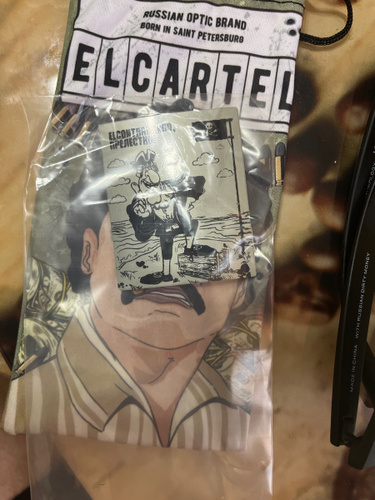 RUSSIAN OPTIC BRAND
BORN IN SAINT PETERSBURG
ELCARTEL
MADE IN CHINA WITH RUSSIAN DIRTY MONEY